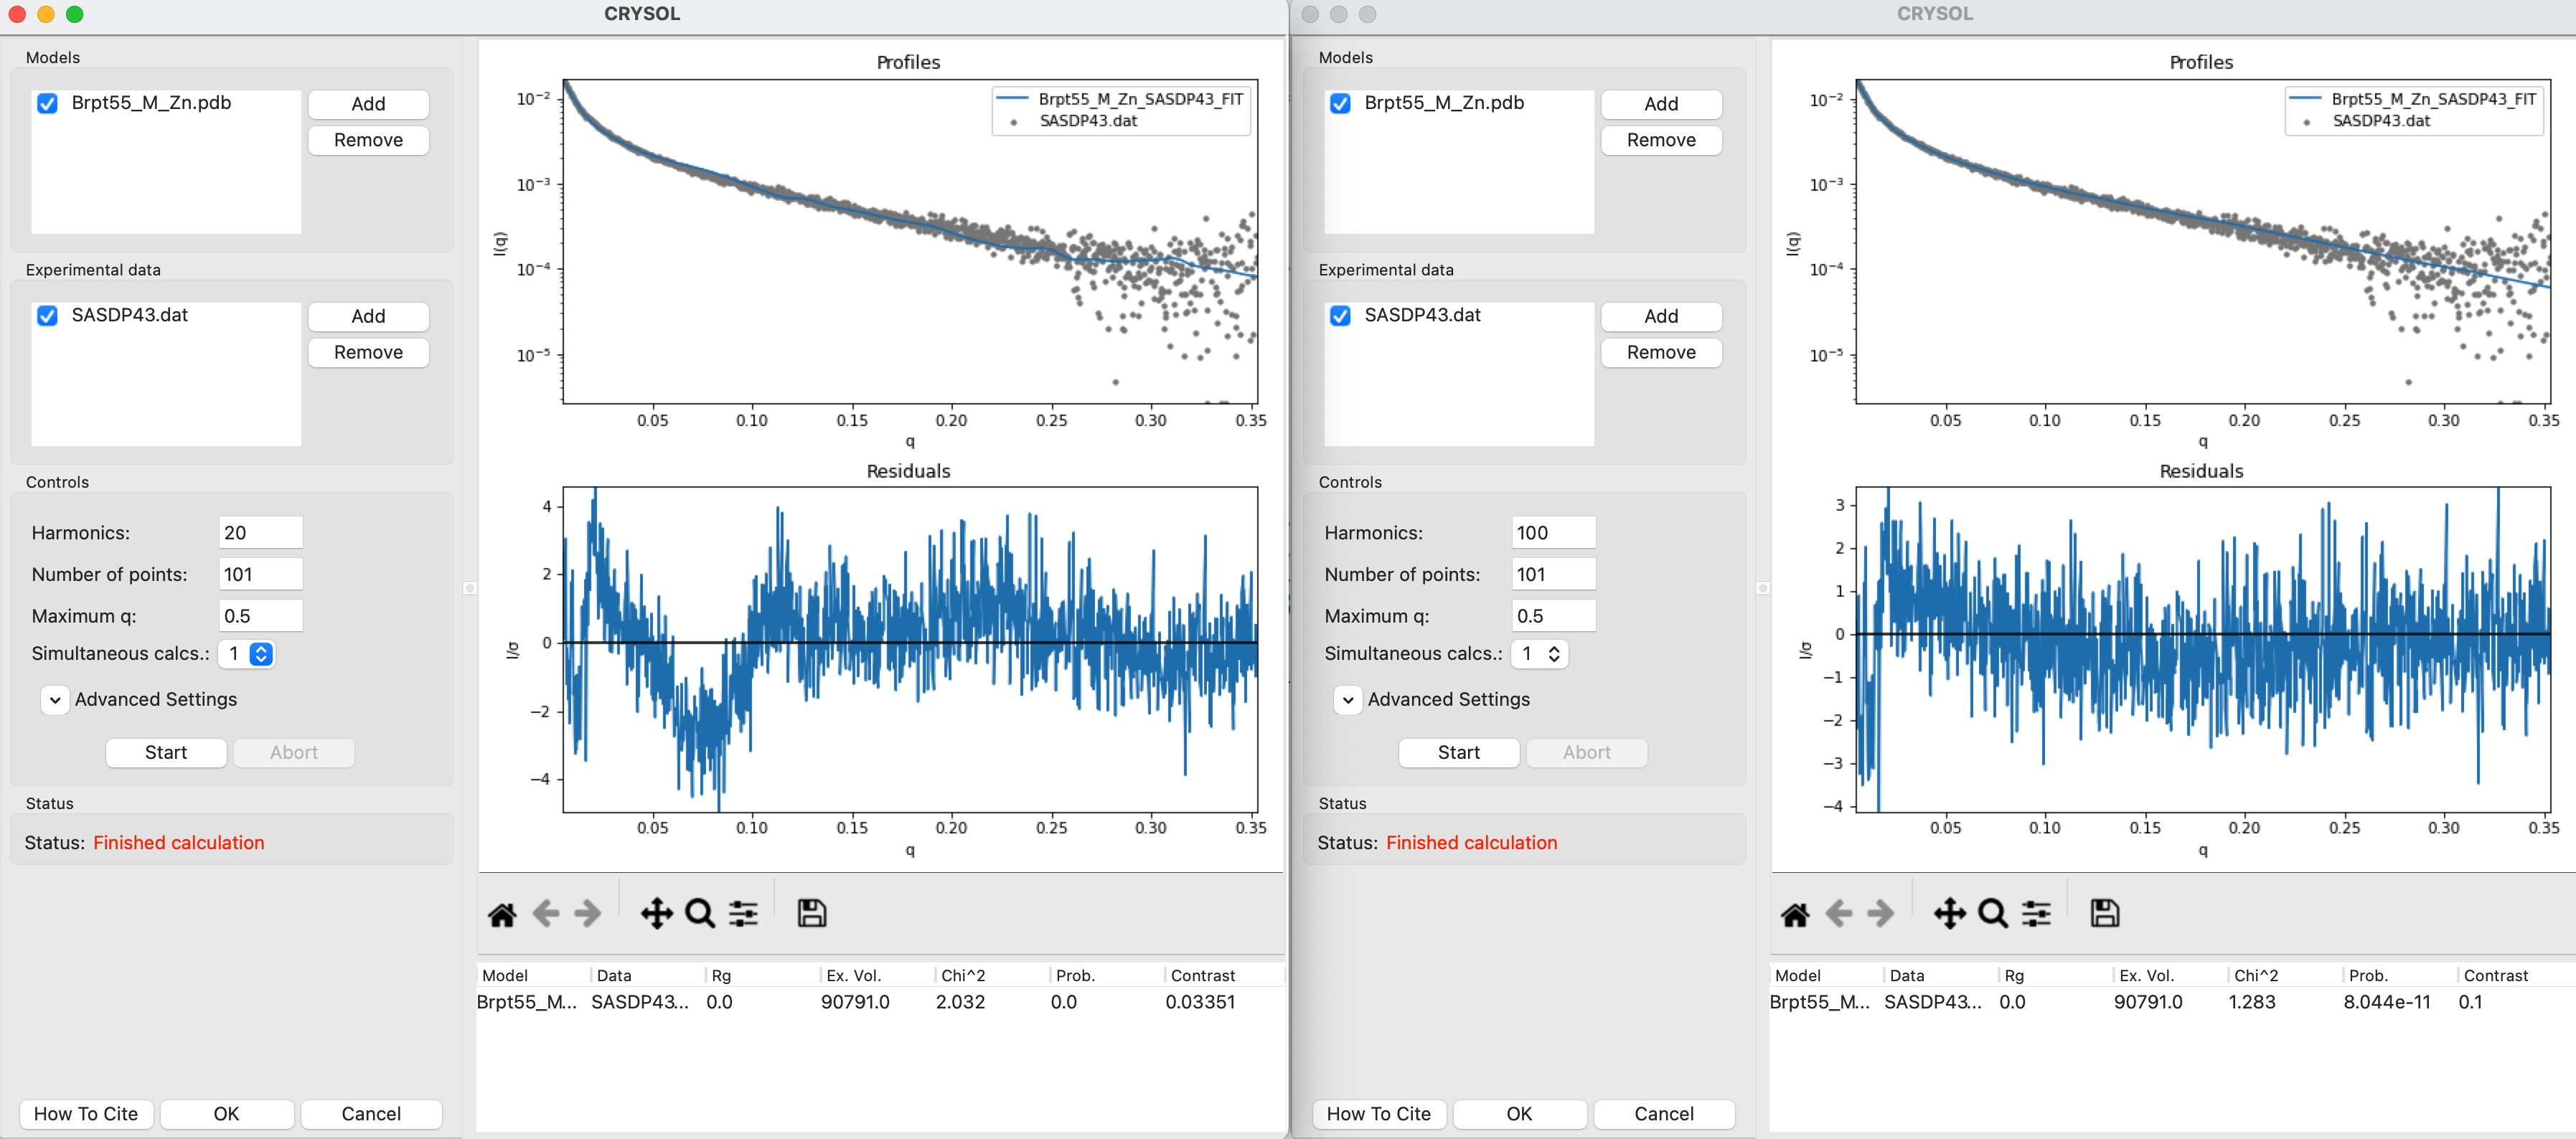 CRYSOL
Models
Brpt55_M_Zn.pdb
Add
Remove
Experimental data
SASDP43.dat
Add
Remove
Controls
Harmonics: 20
Number of points: 101
Maximum q: 0.5
Simultaneous calcs.: 1
Advanced Settings
Start Abort
Status
Status: Finished calculation
How To Cite OK Cancel
Profiles
Brpt55_M_Zn_SASDP43_FIT
SASDP43.dat
I(q)
10⁻²
10⁻³
10⁻⁴
10⁻⁵
0.05 0.10 0.15 0.20 0.25 0.30 0.35
q
Residuals
I/σ
4
2
0
−2
−4
0.05 0.10 0.15 0.20 0.25 0.30 0.35
q
Model Data Rg Ex. Vol. Chi^2 Prob. Contrast
Brpt55_M... SASDP43... 0.0 90791.0 2.032 0.0 0.03351
CRYSOL
Models
Brpt55_M_Zn.pdb
Add
Remove
Experimental data
SASDP43.dat
Add
Remove
Controls
Harmonics: 100
Number of points: 101
Maximum q: 0.5
Simultaneous calcs.: 1
Advanced Settings
Start Abort
Status
Status: Finished calculation
How To Cite OK Cancel
Profiles
Brpt55_M_Zn_SASDP43_FIT
SASDP43.dat
I(q)
10⁻²
10⁻³
10⁻⁴
10⁻⁵
0.05 0.10 0.15 0.20 0.25 0.30 0.35
q
Residuals
I/σ
3
2
1
0
−1
−2
−3
−4
0.05 0.10 0.15 0.20 0.25 0.30 0.35
q
Model Data Rg Ex. Vol. Chi^2 Prob. Contrast
Brpt55_M... SASDP43... 0.0 90791.0 1.283 8.044e-11 0.1